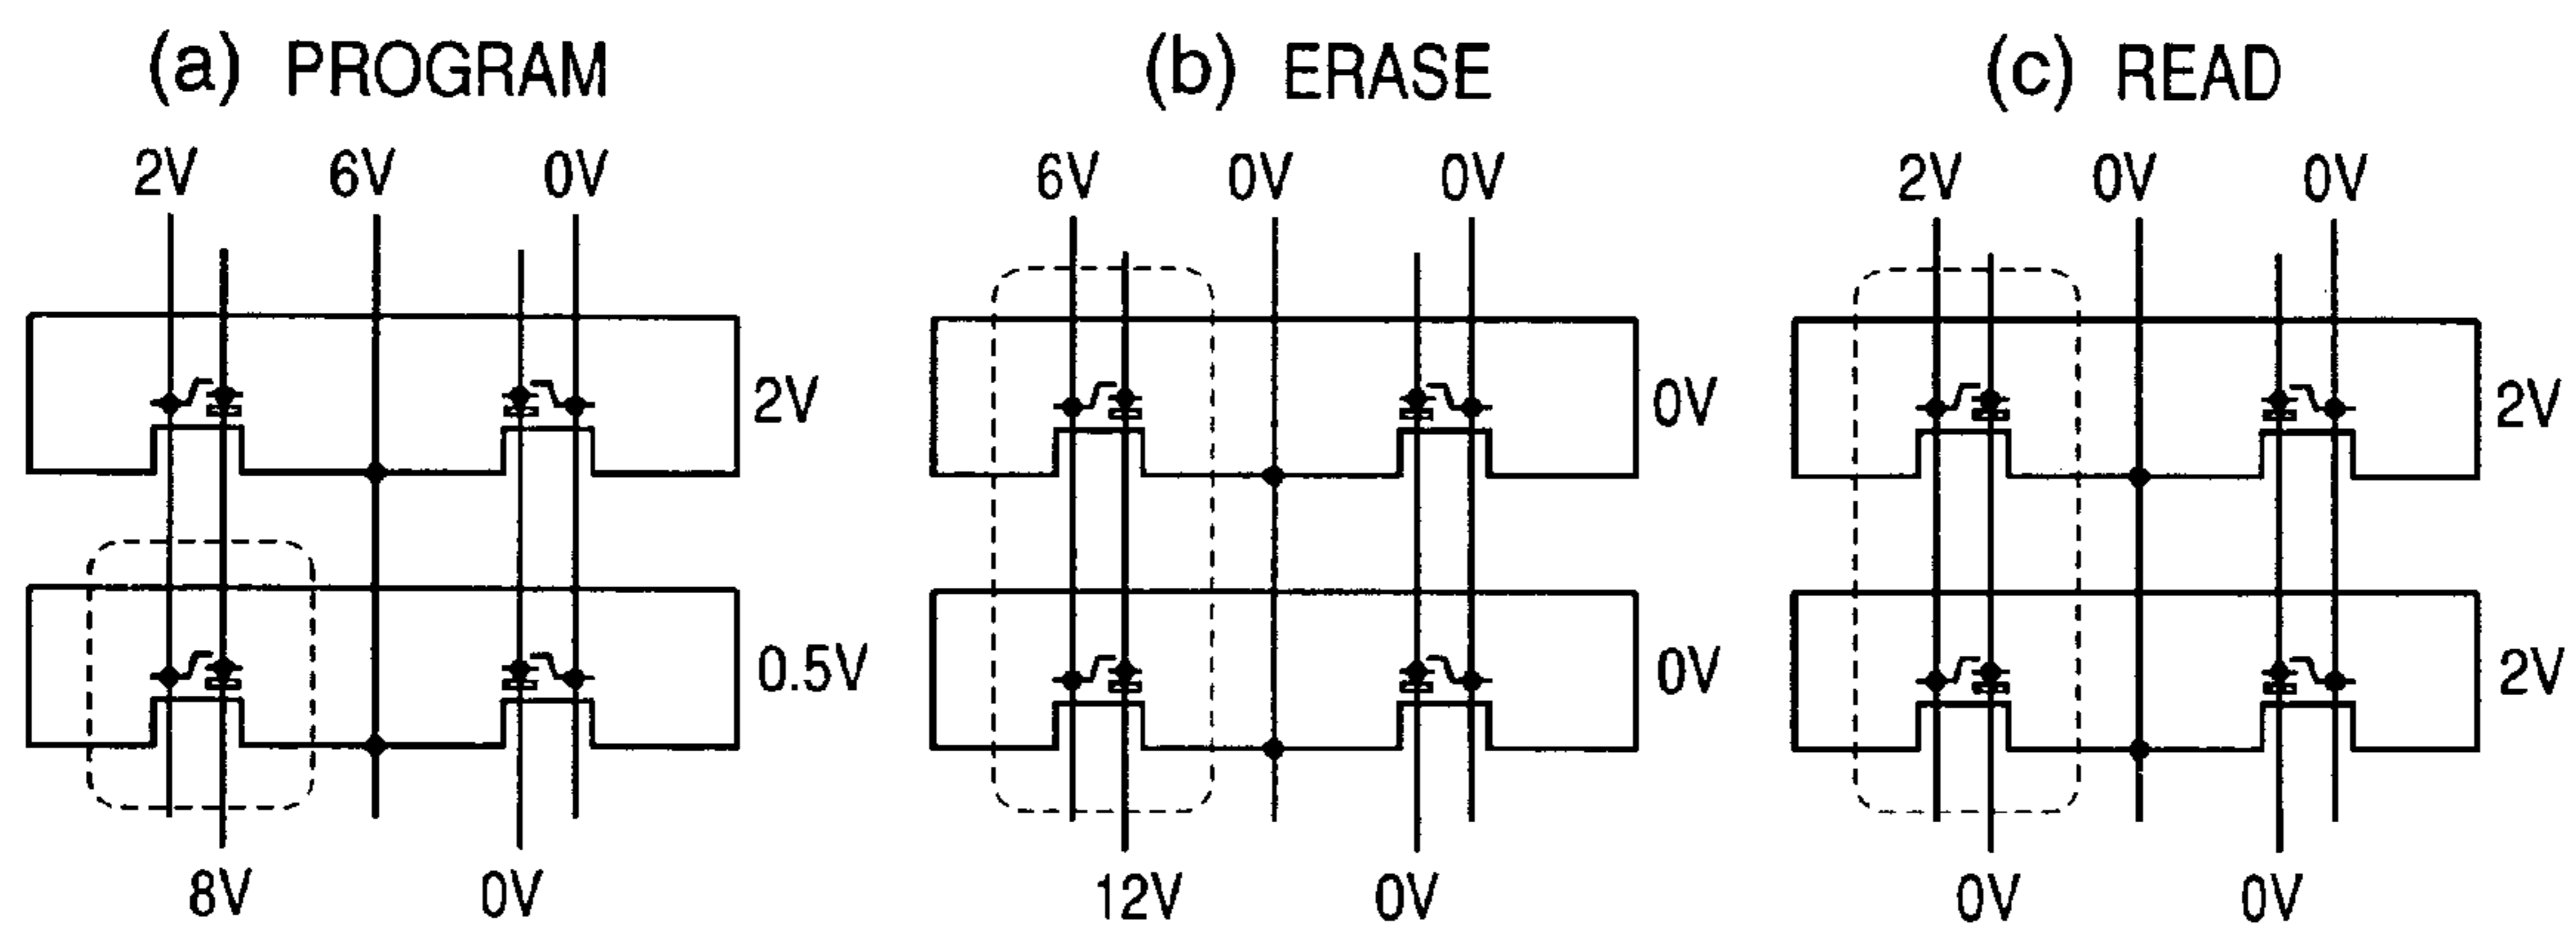 (a) PROGRAM
2V 6V 0V
2V
0.5V
8V 0V
(b) ERASE
6V 0V 0V
0V
0V
12V 0V
(c) READ
2V 0V 0V
2V
2V
0V 0V